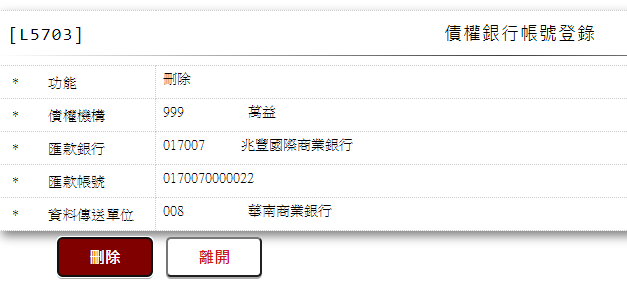 [L5703] 債權銀行帳號登錄
* 功能 刪除
* 債權機構 999 萬益
* 匯款銀行 017007 兆豐國際商業銀行
* 匯款帳號 0170070000022
* 資料傳送單位 008 華南商業銀行
刪除 離開